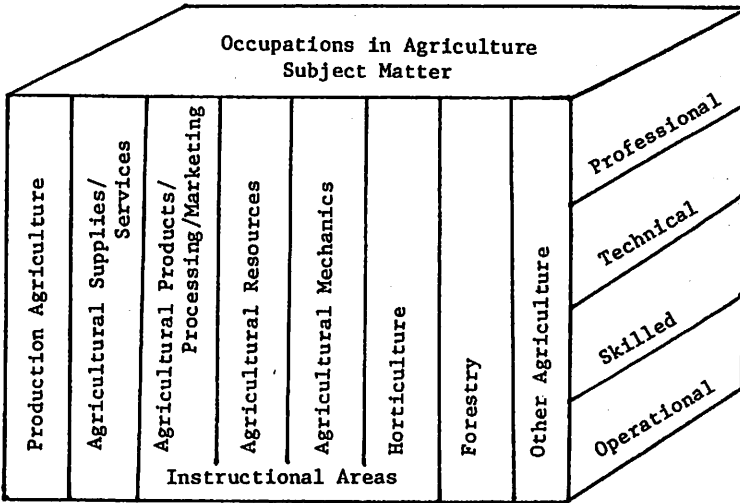 Occupations in Agriculture
Subject Matter
Production Agriculture
Agricultural Supplies/
Services
Agricultural Products/
Processing/Marketing
Agricultural Resources
Agricultural Mechanics
Horticulture
Forestry
Other Agriculture
Instructional Areas
Professional
Technical
Skilled
Operational